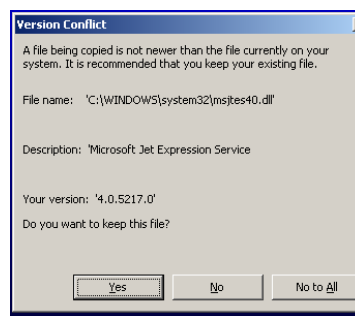 Version Conflict
A file being copied is not newer than the file currently on your
system. It is recommended that you keep your existing file.
File name: 'C:\WINDOWS\system32\msjtes40.dll'
Description: 'Microsoft Jet Expression Service
Your version: '4.0.5217.0'
Do you want to keep this file?
Yes No No to All